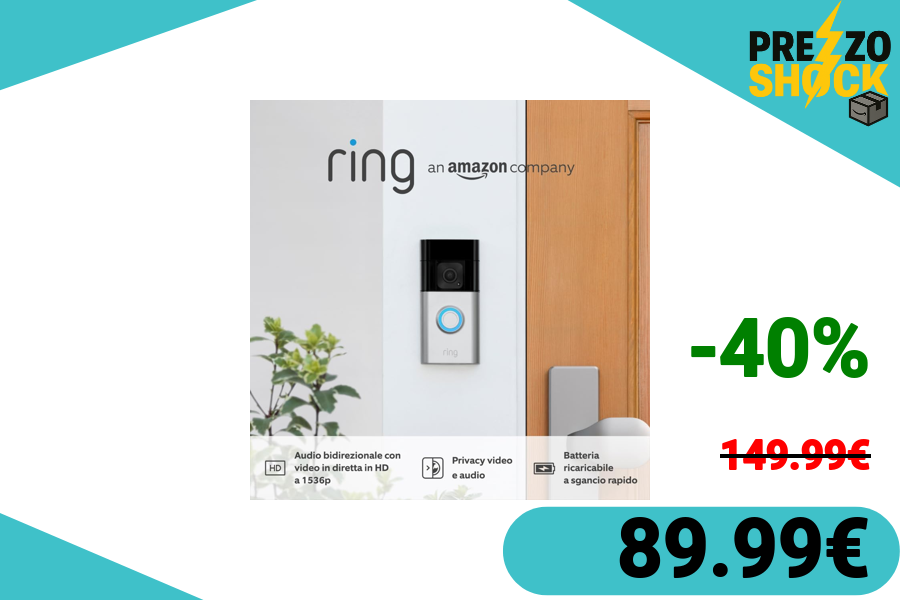 PREZZO
SHOCK
ring an amazon company
ring
HD
Audio bidirezionale con
video in diretta in HD
a 1536p
Privacy video
e audio
Batteria
ricaricabile
a sgancio rapido
-40%
149.99€
89.99€